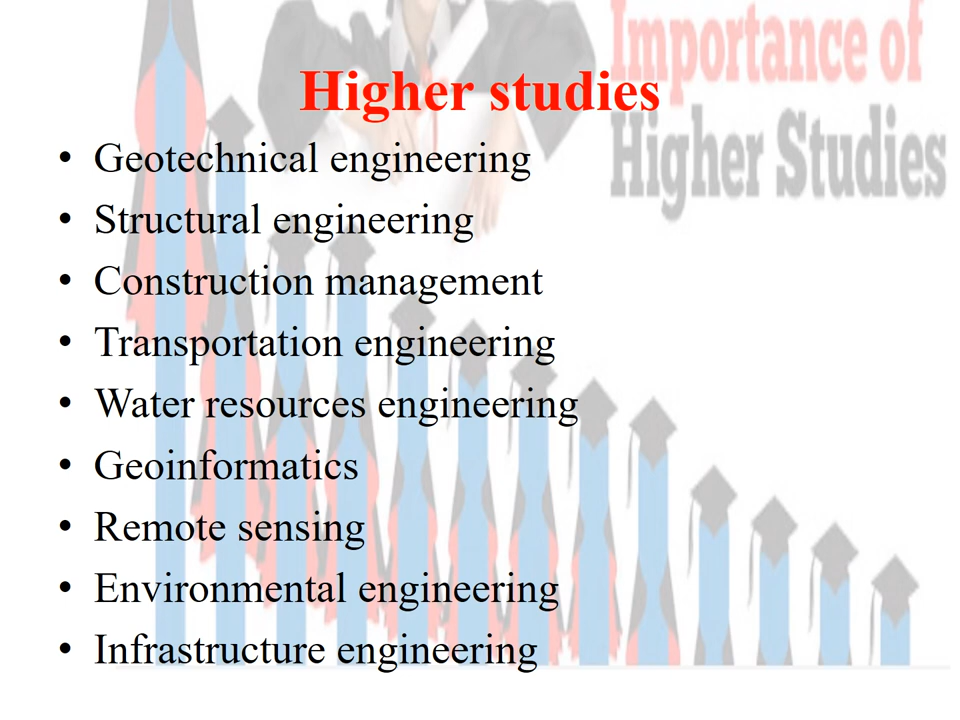 Importance of
Higher Studies
Higher studies
• Geotechnical engineering
• Structural engineering
• Construction management
• Transportation engineering
• Water resources engineering
• Geoinformatics
• Remote sensing
• Environmental engineering
• Infrastructure engineering